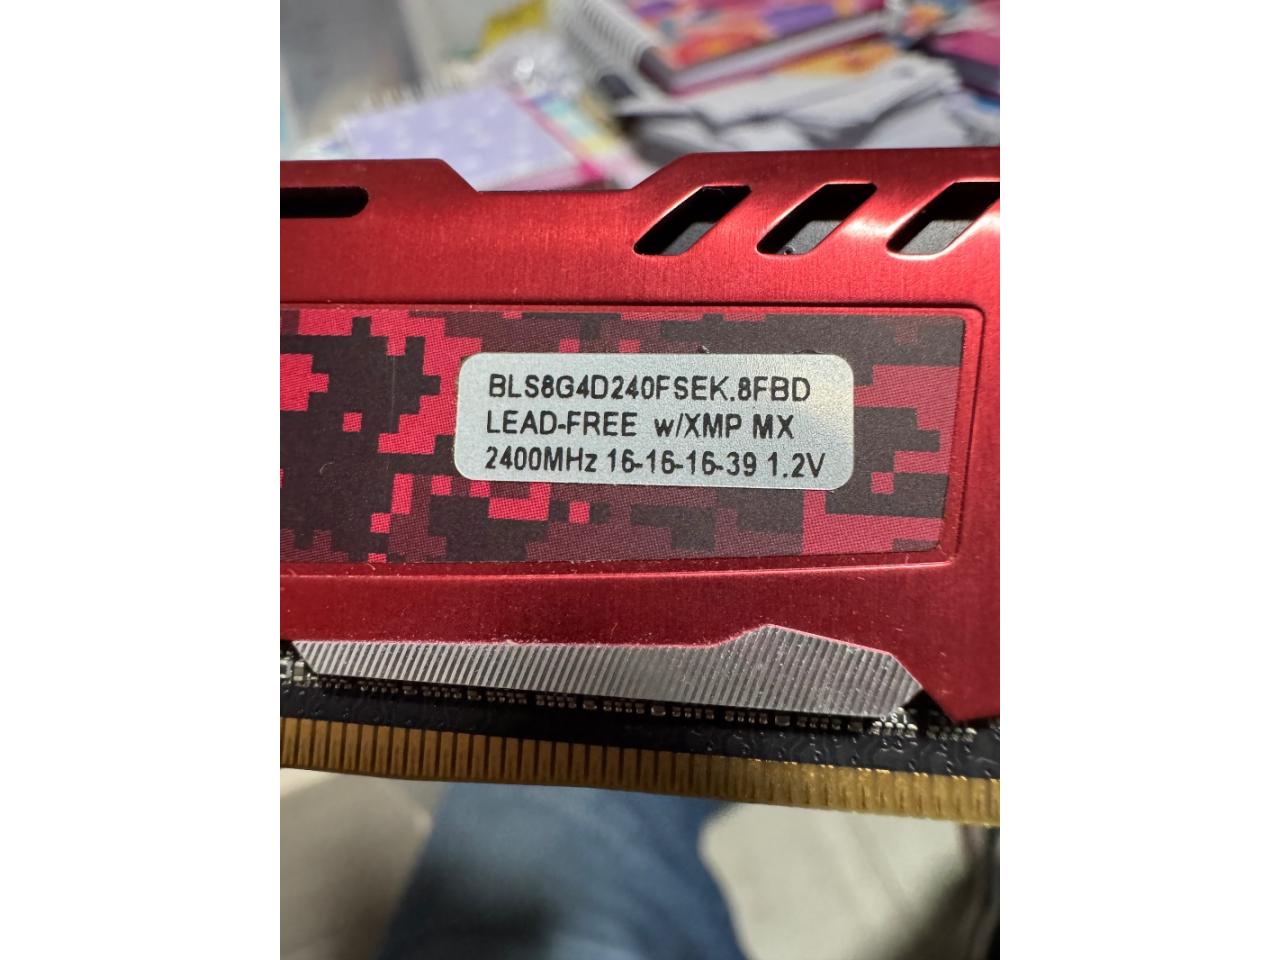 BLS8G4D240FSEK.8FBD
LEAD-FREE w/XMP MX
2400MHz 16-16-16-39 1.2V